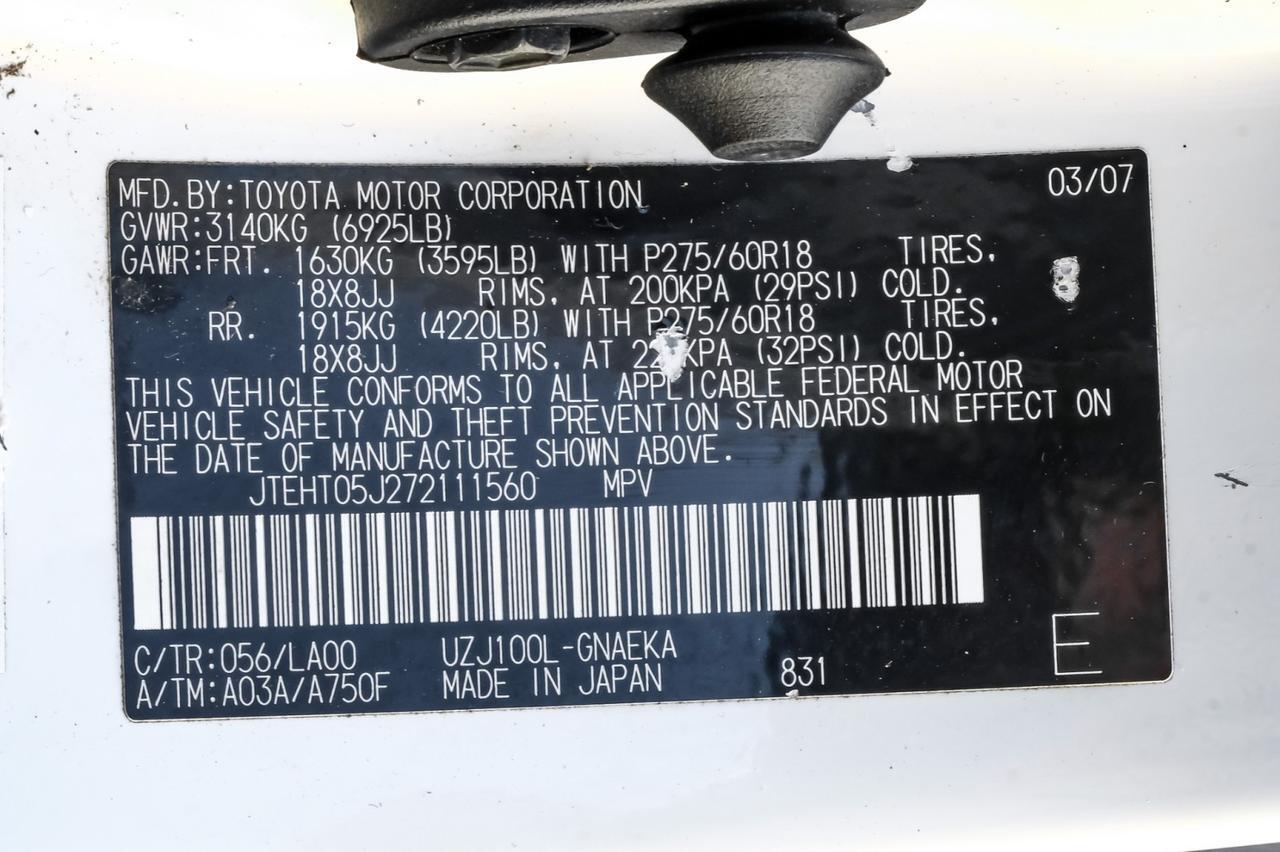 MFD. BY: TOYOTA MOTOR CORPORATION 03/07
GVWR: 3140KG (6925LB)
GAWR: FRT. 1630KG (3595LB) WITH P275/60R18 TIRES,
18X8JJ RIMS, AT 200KPA (29PSI) COLD.
RR. 1915KG (4220LB) WITH P275/60R18 TIRES,
18X8JJ RIMS, AT (32PSI) COLD.
THIS VEHICLE CONFORMS TO ALL APPLICABLE FEDERAL MOTOR
VEHICLE SAFETY AND THEFT PREVENTION STANDARDS IN EFFECT ON
THE DATE OF MANUFACTURE SHOWN ABOVE.
JTEHT05J272111560 MPV
C/TR: 056/LA00 UZJ100L-GNAEKA
A/TM: A03A/A750F MADE IN JAPAN 831 E